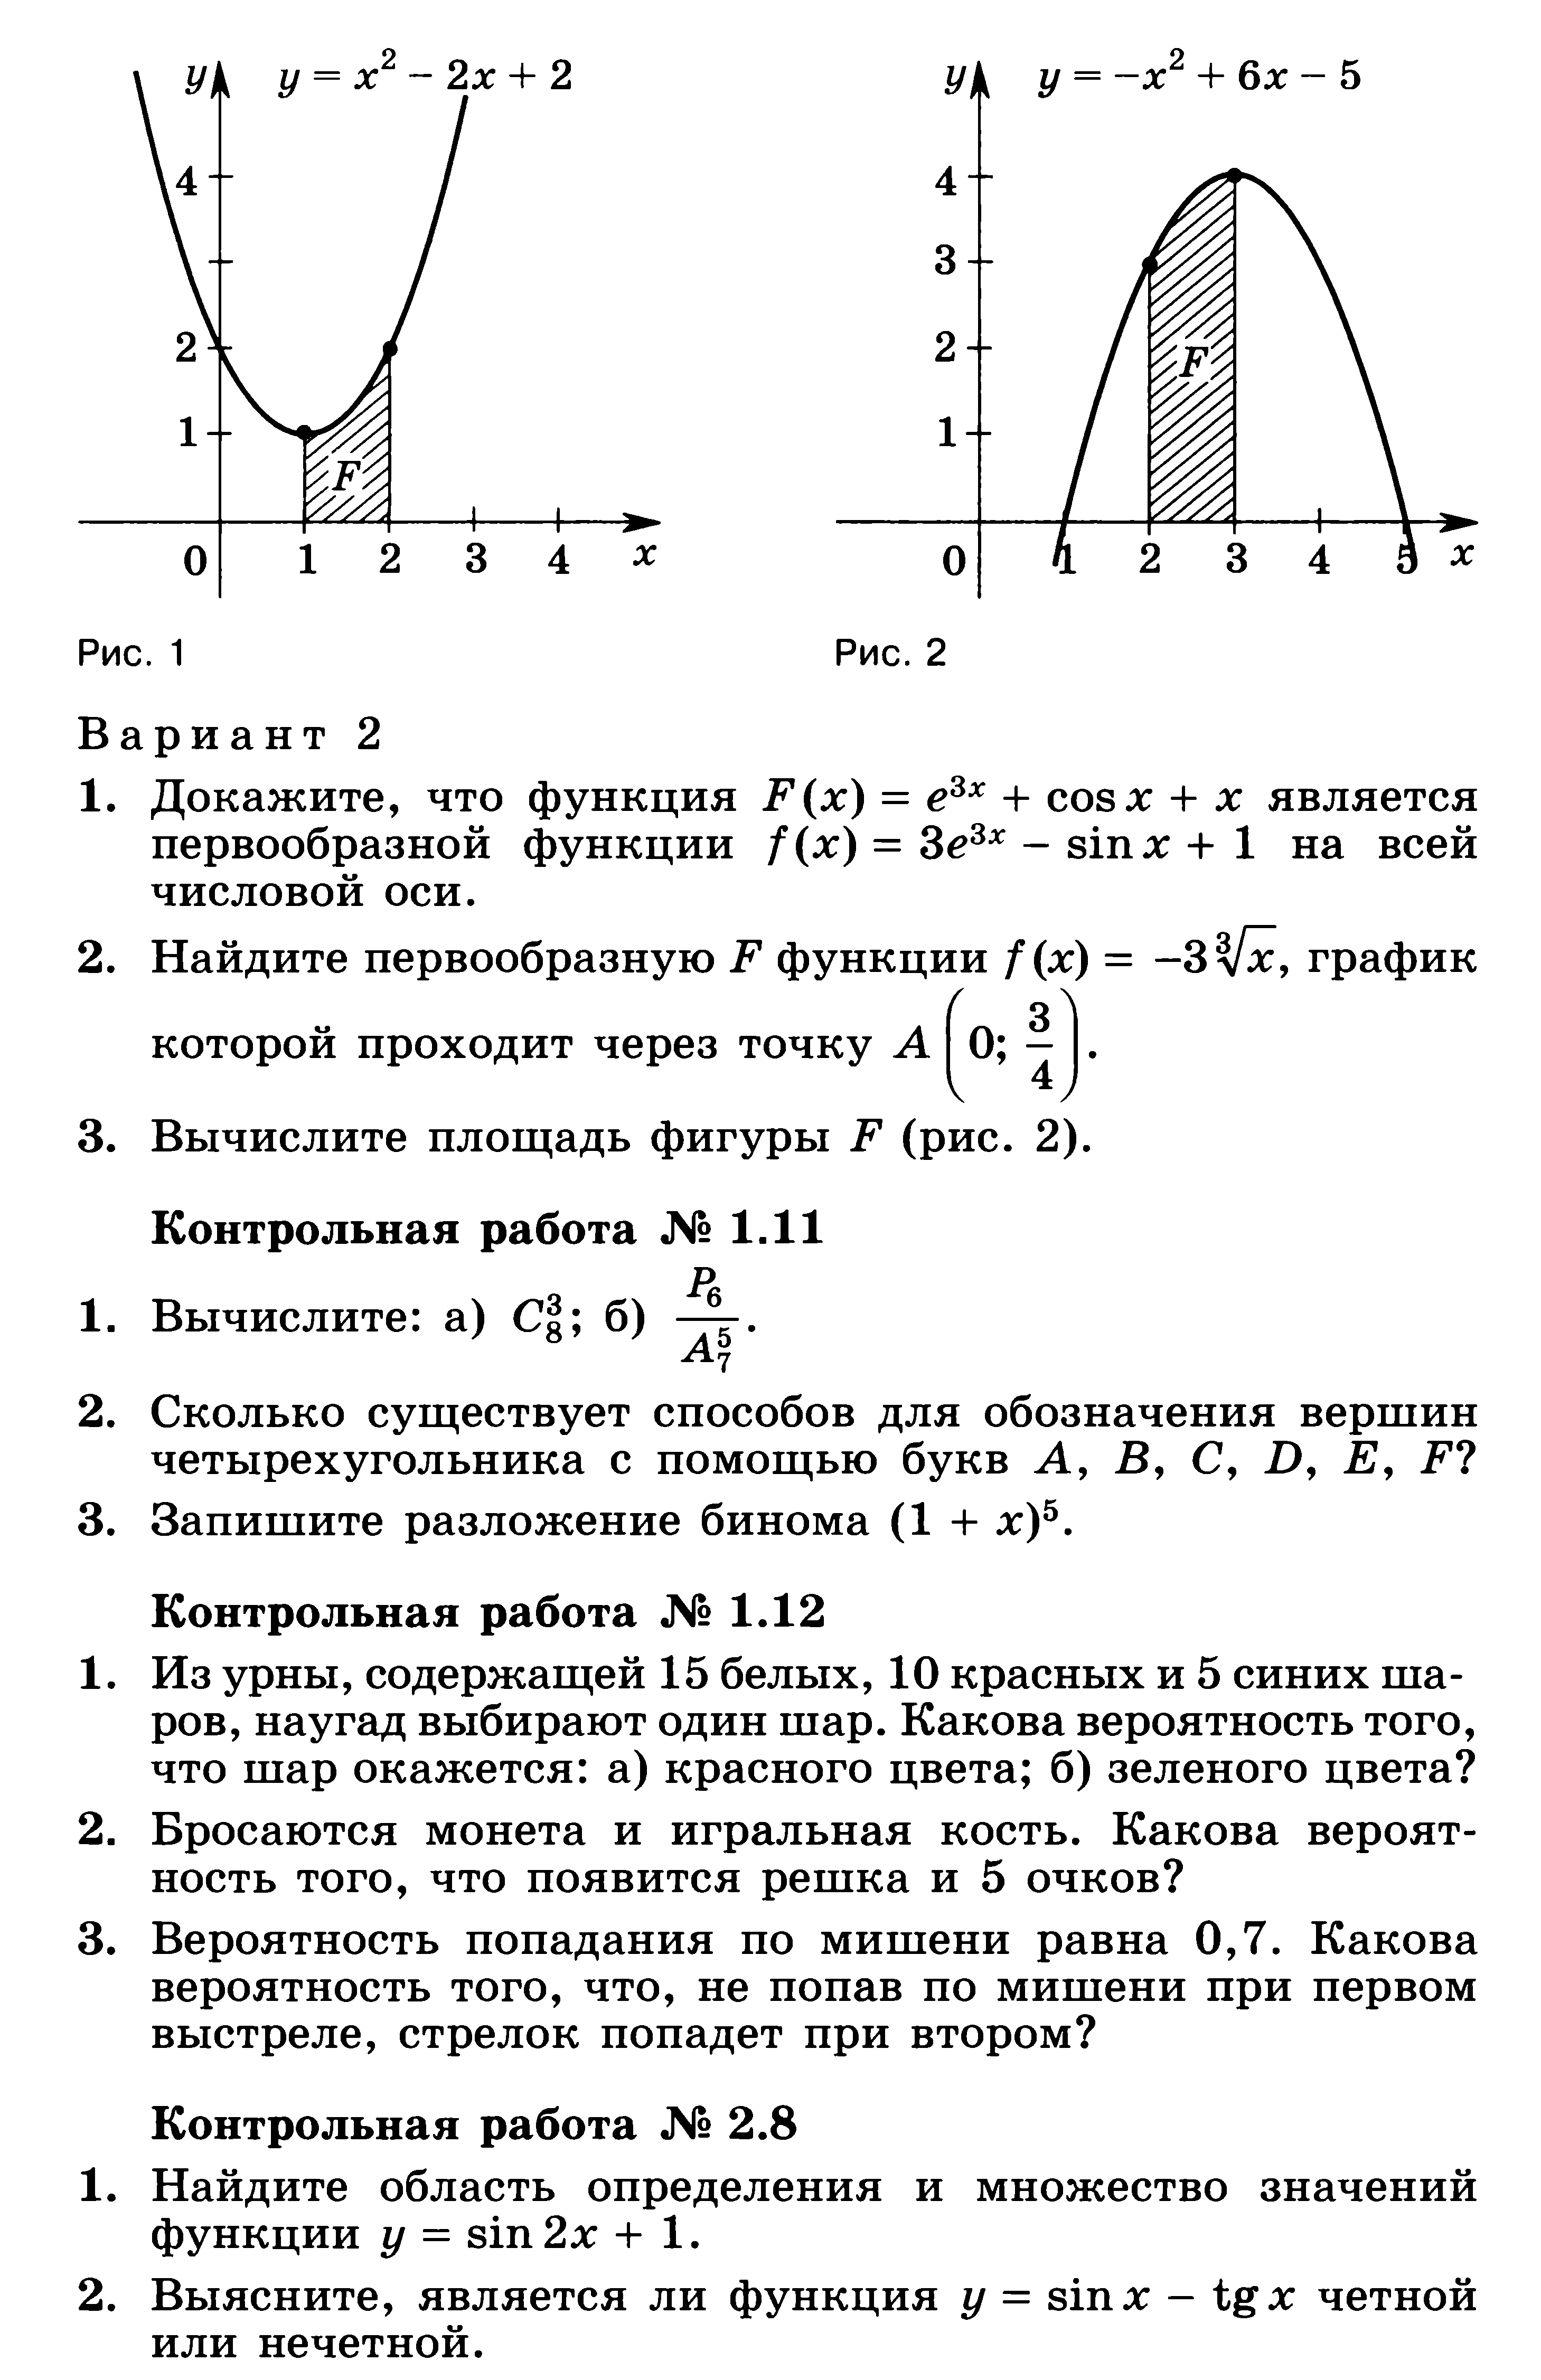 y y = x² − 2x + 2
4
2
1
F
0 1 2 3 4 x
Рис. 1
y y = −x² + 6x − 5
4
3
2
1
F
0 1 2 3 4 5 x
Рис. 2
Вариант 2
1. Докажите, что функция F(x) = e³ˣ + cos x + x является
первообразной функции f(x) = 3e³ˣ − sin x + 1 на всей
числовой оси.
2. Найдите первообразную F функции f(x) = −3∛x, график
которой проходит через точку A (0; 3/4).
3. Вычислите площадь фигуры F (рис. 2).
Контрольная работа № 1.11
1. Вычислите: а) C₈³; б) P₆/A₇⁵.
2. Сколько существует способов для обозначения вершин
четырехугольника с помощью букв A, B, C, D, E, F?
3. Запишите разложение бинома (1 + x)⁵.
Контрольная работа № 1.12
1. Из урны, содержащей 15 белых, 10 красных и 5 синих ша-
ров, наугад выбирают один шар. Какова вероятность того,
что шар окажется: а) красного цвета; б) зеленого цвета?
2. Бросаются монета и игральная кость. Какова вероят-
ность того, что появится решка и 5 очков?
3. Вероятность попадания по мишени равна 0,7. Какова
вероятность того, что, не попав по мишени при первом
выстреле, стрелок попадет при втором?
Контрольная работа № 2.8
1. Найдите область определения и множество значений
функции y = sin 2x + 1.
2. Выясните, является ли функция y = sin x − tg x четной
или нечетной.